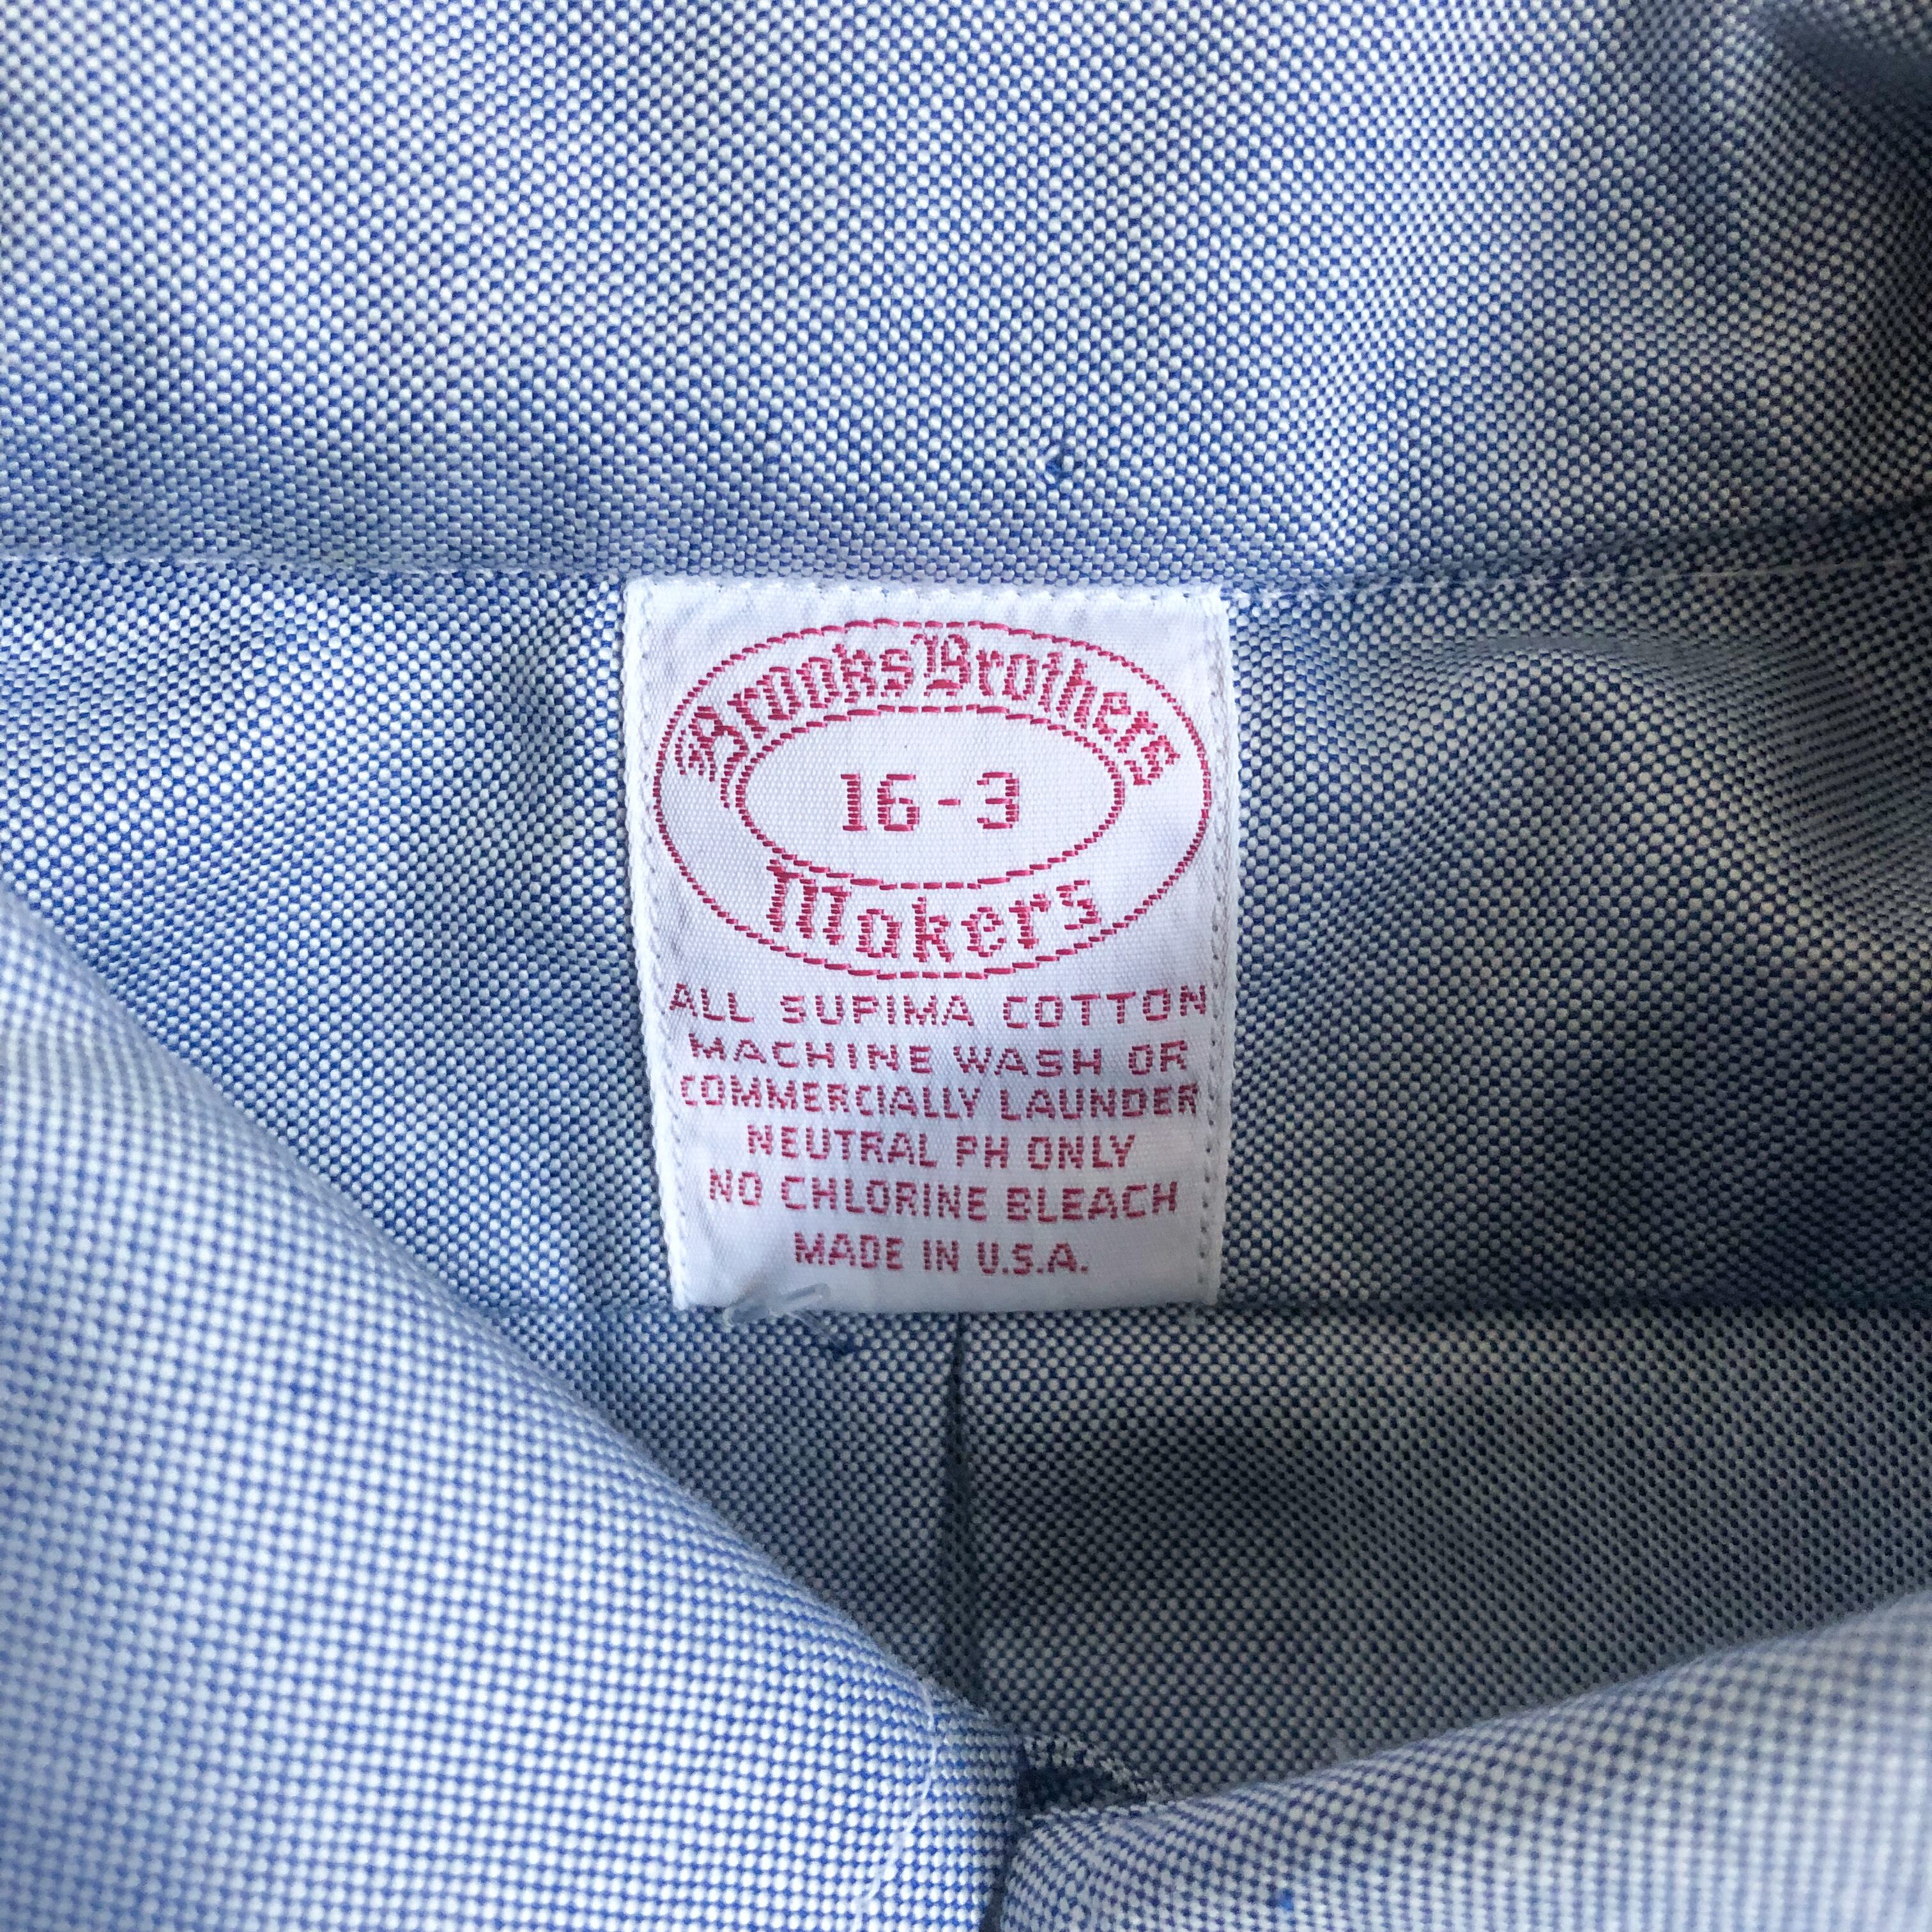 Brooks Brothers
16-3
Makers
ALL SUPIMA COTTON
MACHINE WASH OR
COMMERCIALLY LAUNDER
NEUTRAL PH ONLY
NO CHLORINE BLEACH
MADE IN U.S.A.